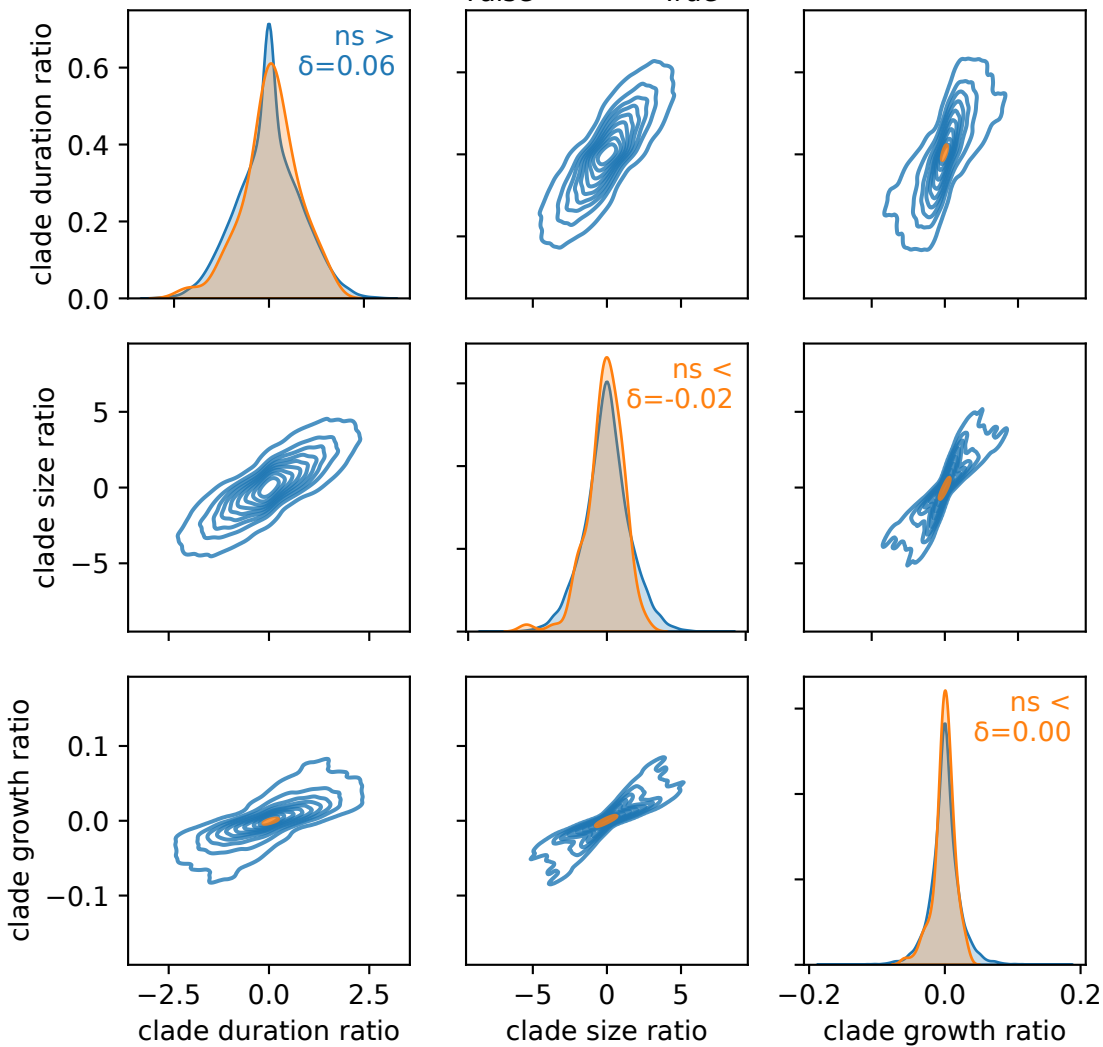 clade duration ratio
0.6
0.4
0.2
0.0
ns >
δ=0.06
clade size ratio
5
0
−5
ns <
δ=-0.02
clade growth ratio
0.1
0.0
−0.1
ns <
δ=0.00
−2.5 0.0 2.5
−5 0 5
−0.2 0.0 0.2
clade duration ratio
clade size ratio
clade growth ratio